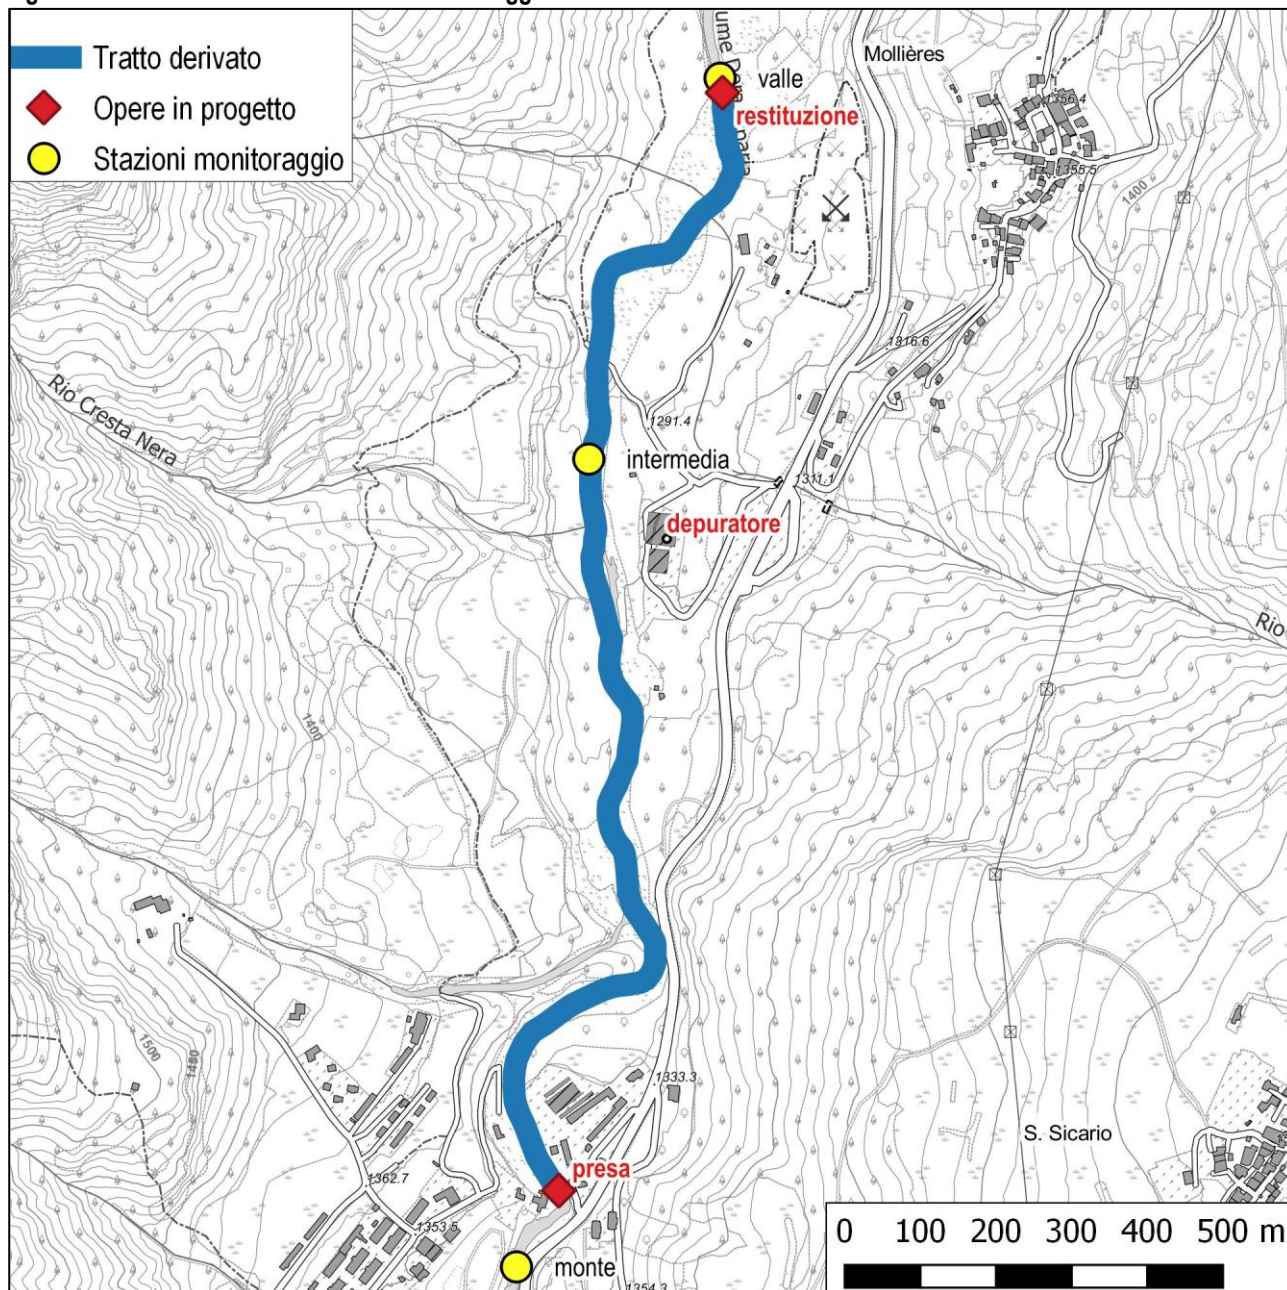 Tratto derivato
Opere in progetto
Stazioni monitoraggio
valle
restituzione
Mollières
1356.4
1355.5
1400
1316.6
Rio Cresta Nera
1291.4
intermedia
1311.1
depuratore
Rio
1400
1500
1450
1333.3
S. Sicario
presa
1362.7
1353.5
monte
1354.3
0 100 200 300 400 500 m